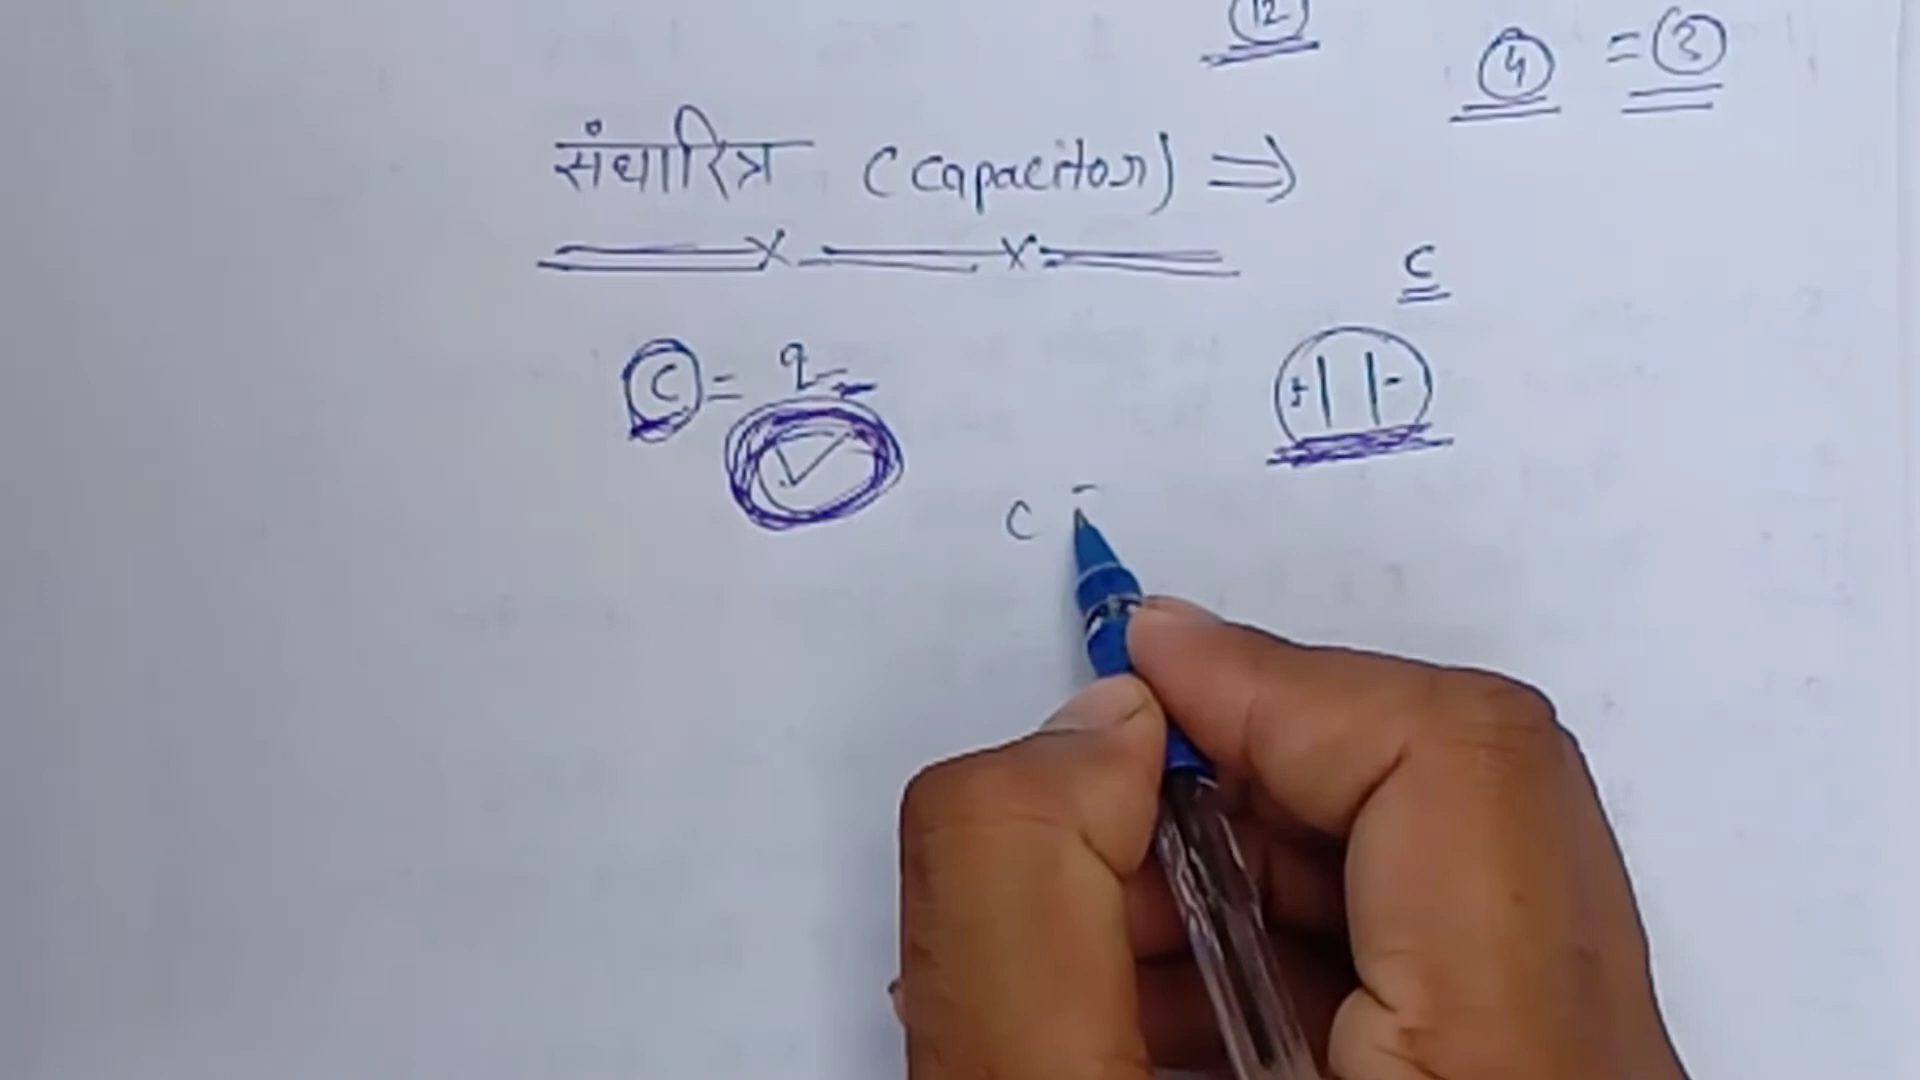 12
4 = 3
संधारित्र (Capacitor) ⇒
C
C = q
V
+ -
C =